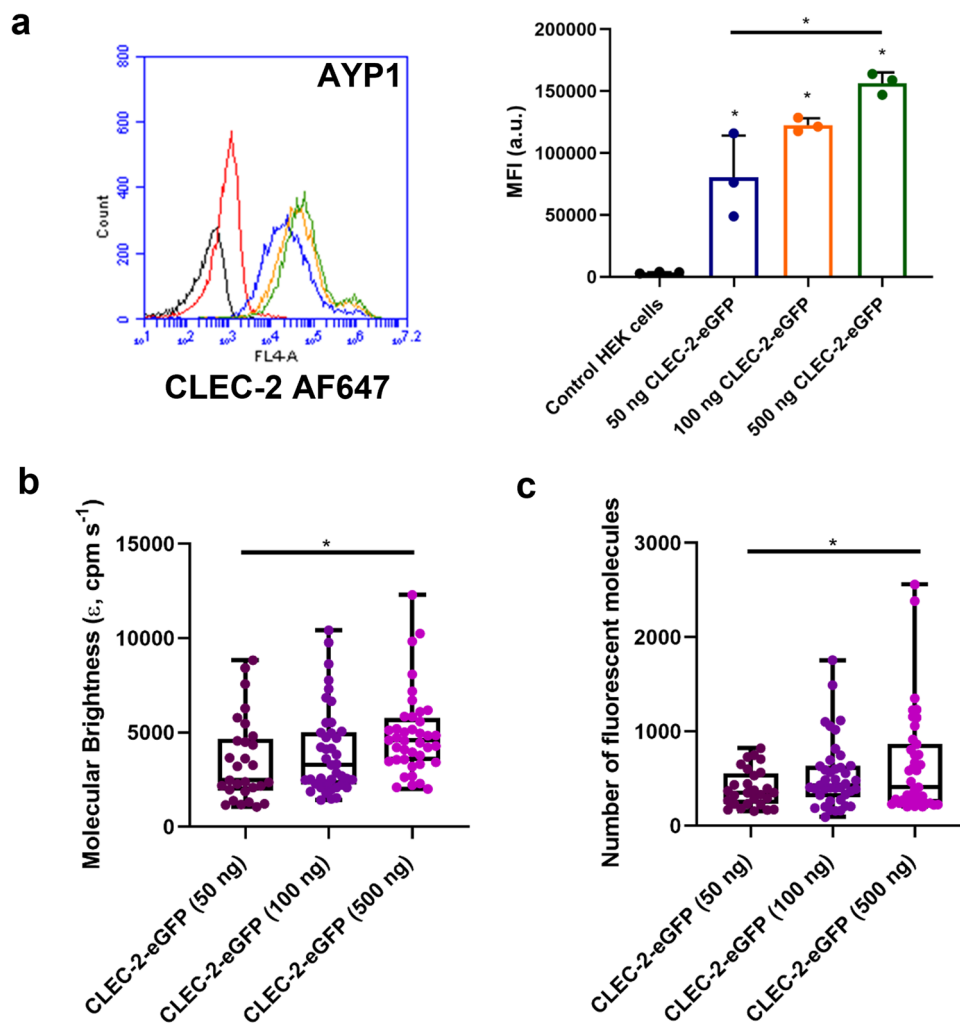 a
AYP1
800
600
400
200
0
Count
10^1 10^2 10^3 10^4 10^5 10^6 10^7.2
FL4-A
CLEC-2 AF647
*
*
*
*
200000
150000
100000
50000
0
MFI (a.u.)
Control HEK cells
50 ng CLEC-2-eGFP
100 ng CLEC-2-eGFP
500 ng CLEC-2-eGFP
b
*
15000
10000
5000
0
Molecular Brightness (ε, cpm s⁻¹)
CLEC-2-eGFP (50 ng)
CLEC-2-eGFP (100 ng)
CLEC-2-eGFP (500 ng)
c
*
3000
2000
1000
0
Number of fluorescent molecules
CLEC-2-eGFP (50 ng)
CLEC-2-eGFP (100 ng)
CLEC-2-eGFP (500 ng)